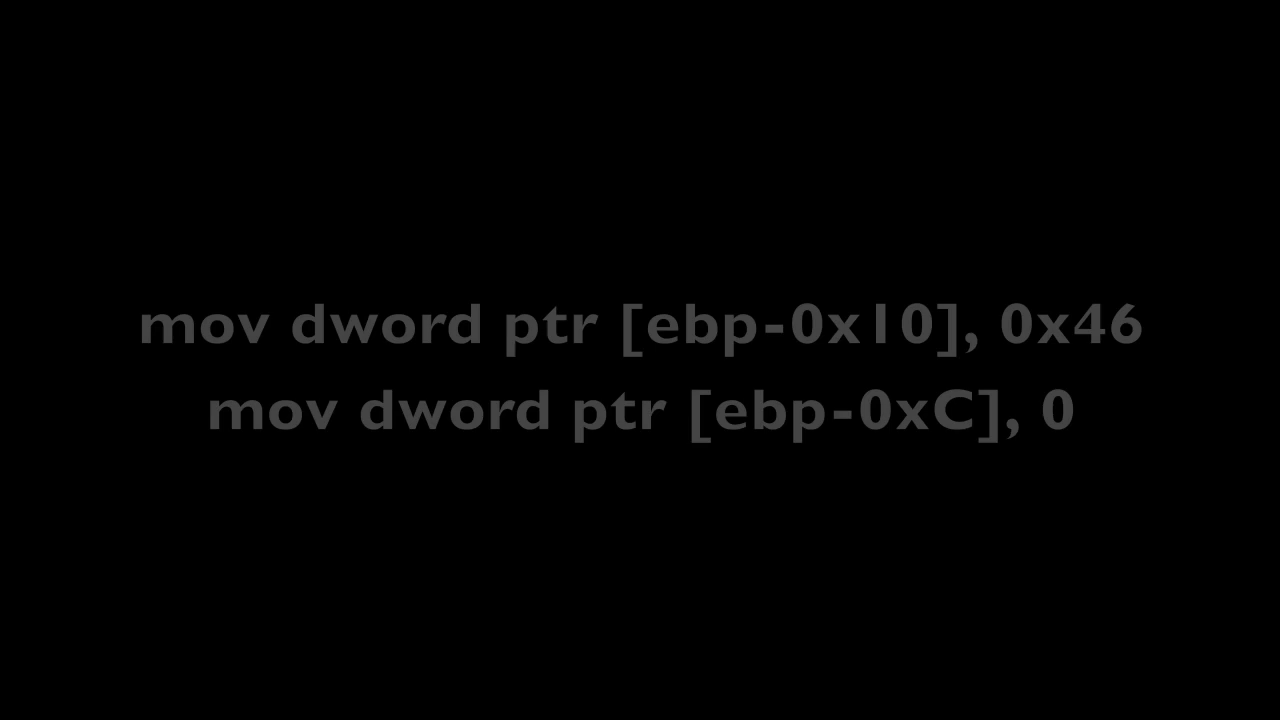 mov dword ptr [ebp-0x10], 0x46
mov dword ptr [ebp-0xC], 0